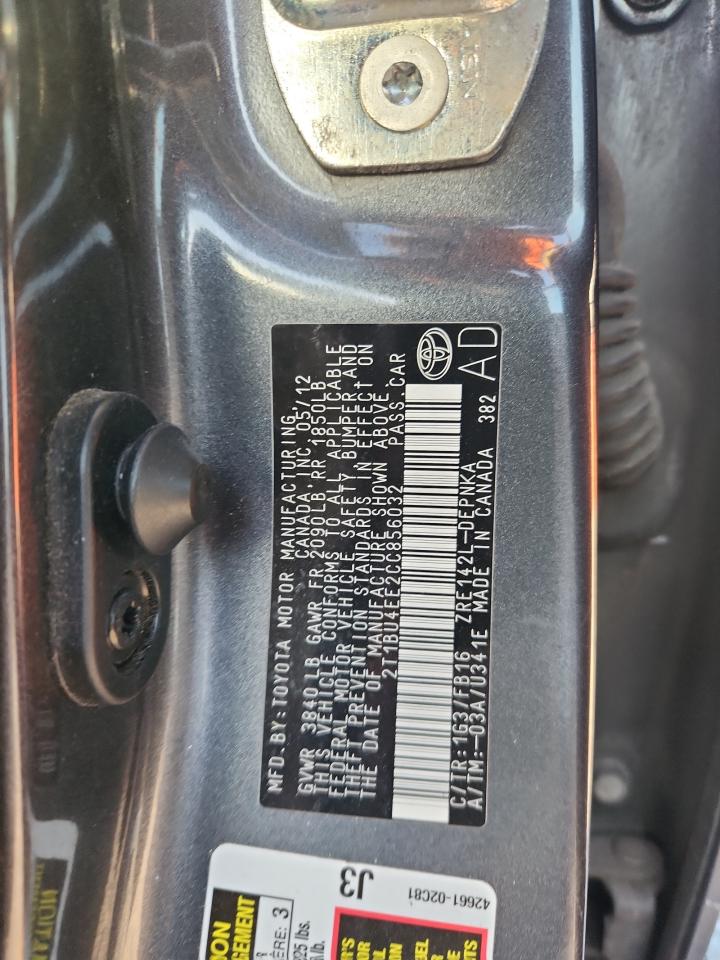 MFD. BY: TOYOTA MOTOR MANUFACTURING,
CANADA, INC. 05/12
GVWR 3840 LB GAWR FR 2090LB, RR 1850LB
THIS VEHICLE CONFORMS TO ALL APPLICABLE
FEDERAL MOTOR VEHICLE SAFETY, BUMPER, AND
THEFT PREVENTION STANDARDS IN EFFECT ON
THE DATE OF MANUFACTURE SHOWN ABOVE.
2T1BU4EE2CC856032 PASS.CAR
C/TR: 1G3/FB16 ZRE142L-DEPNKA
A/TM: -03A/U341E MADE IN CANADA 382
AD
NSK
J3
42661-02C81